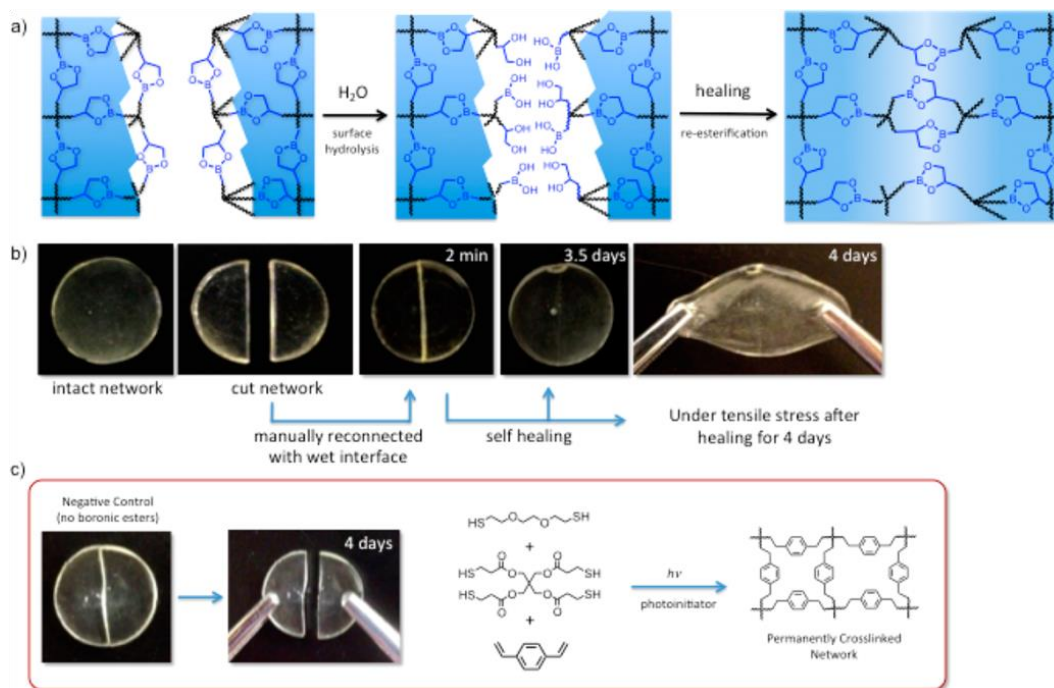 a)
H₂O
surface
hydrolysis
healing
re-esterification
b)
2 min
3.5 days
4 days
intact network
cut network
manually reconnected
with wet interface
self healing
Under tensile stress after
healing for 4 days
c)
Negative Control
(no boronic esters)
4 days
HS
O
O
SH
+
HS
O
O
O
O
SH
HS
O
O
O
O
SH
+
hν
photoinitiator
Permanently Crosslinked
Network